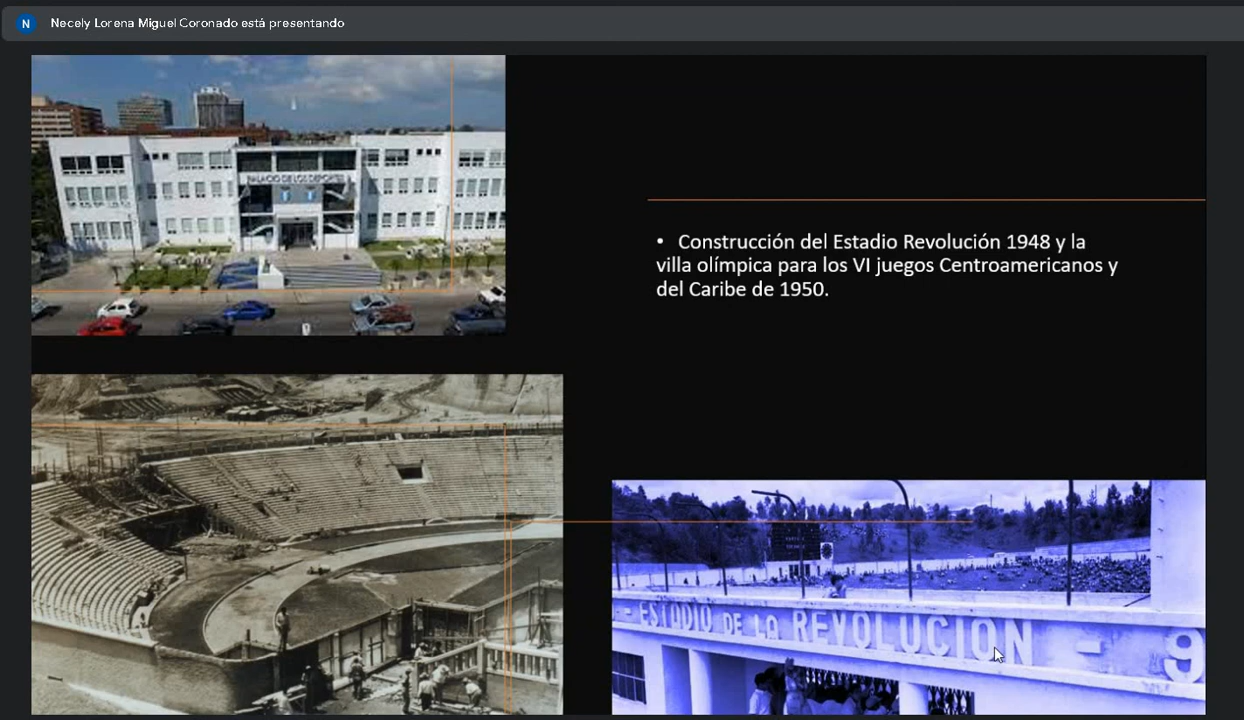 N
Necely Lorena Miguel Coronado está presentando
PALACIO DE LOS DEPORTES
• Construcción del Estadio Revolución 1948 y la
villa olímpica para los VI juegos Centroamericanos y
del Caribe de 1950.
- ESTADIO DE LA REVOLUCION - 9